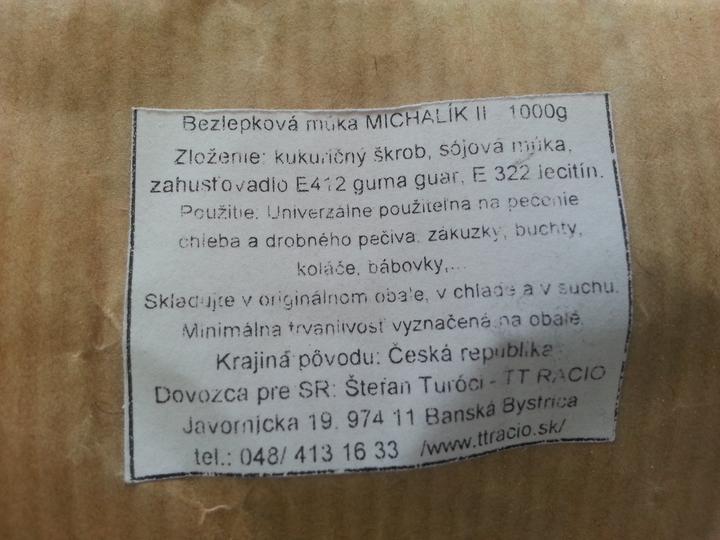 Bezlepková múka MICHALÍK II 1000g
Zloženie: kukuričný škrob, sójová múka,
zahusťovadlo E412 guma guar, E 322 lecitín.
Použitie: Univerzálne použiteľná na pečenie
chleba a drobného pečiva, zákuzky, buchty,
koláče, bábovky,...
Skladujte v originálnom obale, v chlade a v suchu.
Minimálna trvanlivosť vyznačená na obale.
Krajina pôvodu: Česká republika
Dovozca pre SR: Štefan Turóci - TT RACIO
Javornícka 19, 974 11 Banská Bystrica
tel.: 048/ 413 16 33 /www.ttracio.sk/